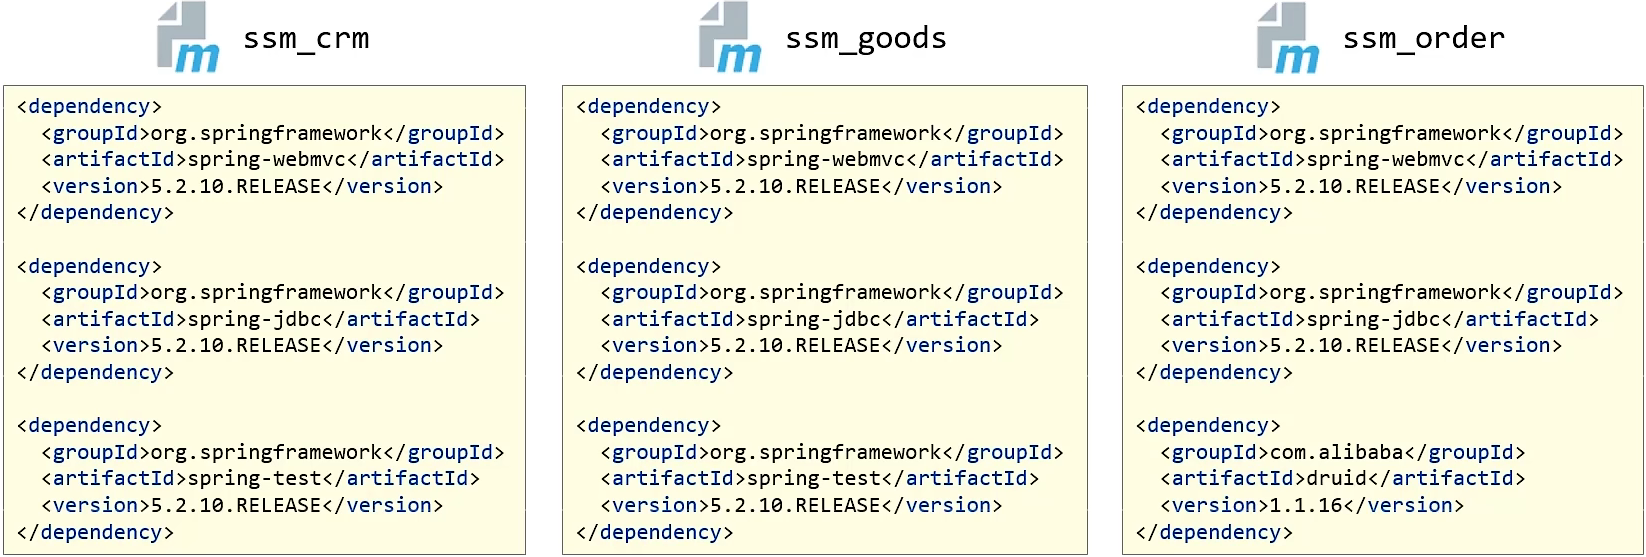 ssm_crm
<dependency>
  <groupId>org.springframework</groupId>
  <artifactId>spring-webmvc</artifactId>
  <version>5.2.10.RELEASE</version>
</dependency>
<dependency>
  <groupId>org.springframework</groupId>
  <artifactId>spring-jdbc</artifactId>
  <version>5.2.10.RELEASE</version>
</dependency>
<dependency>
  <groupId>org.springframework</groupId>
  <artifactId>spring-test</artifactId>
  <version>5.2.10.RELEASE</version>
</dependency>
ssm_goods
<dependency>
  <groupId>org.springframework</groupId>
  <artifactId>spring-webmvc</artifactId>
  <version>5.2.10.RELEASE</version>
</dependency>
<dependency>
  <groupId>org.springframework</groupId>
  <artifactId>spring-jdbc</artifactId>
  <version>5.2.10.RELEASE</version>
</dependency>
<dependency>
  <groupId>org.springframework</groupId>
  <artifactId>spring-test</artifactId>
  <version>5.2.10.RELEASE</version>
</dependency>
ssm_order
<dependency>
  <groupId>org.springframework</groupId>
  <artifactId>spring-webmvc</artifactId>
  <version>5.2.10.RELEASE</version>
</dependency>
<dependency>
  <groupId>org.springframework</groupId>
  <artifactId>spring-jdbc</artifactId>
  <version>5.2.10.RELEASE</version>
</dependency>
<dependency>
  <groupId>com.alibaba</groupId>
  <artifactId>druid</artifactId>
  <version>1.1.16</version>
</dependency>